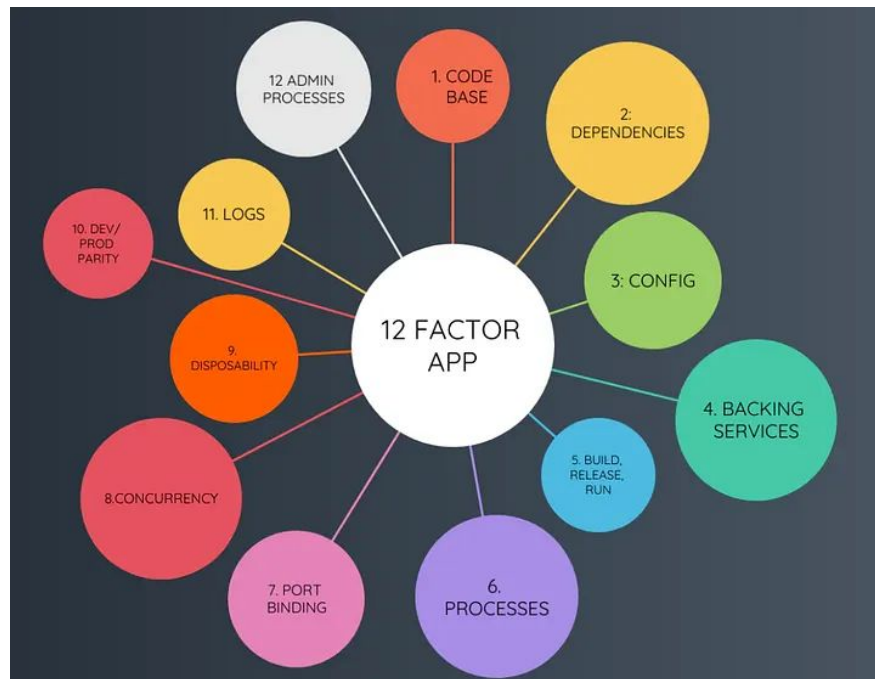 12 FACTOR
APP
1. CODE
BASE
2:
DEPENDENCIES
3: CONFIG
4. BACKING
SERVICES
5. BUILD,
RELEASE,
RUN
6.
PROCESSES
7. PORT
BINDING
8.CONCURRENCY
9.
DISPOSABILITY
10. DEV/
PROD
PARITY
11. LOGS
12 ADMIN
PROCESSES